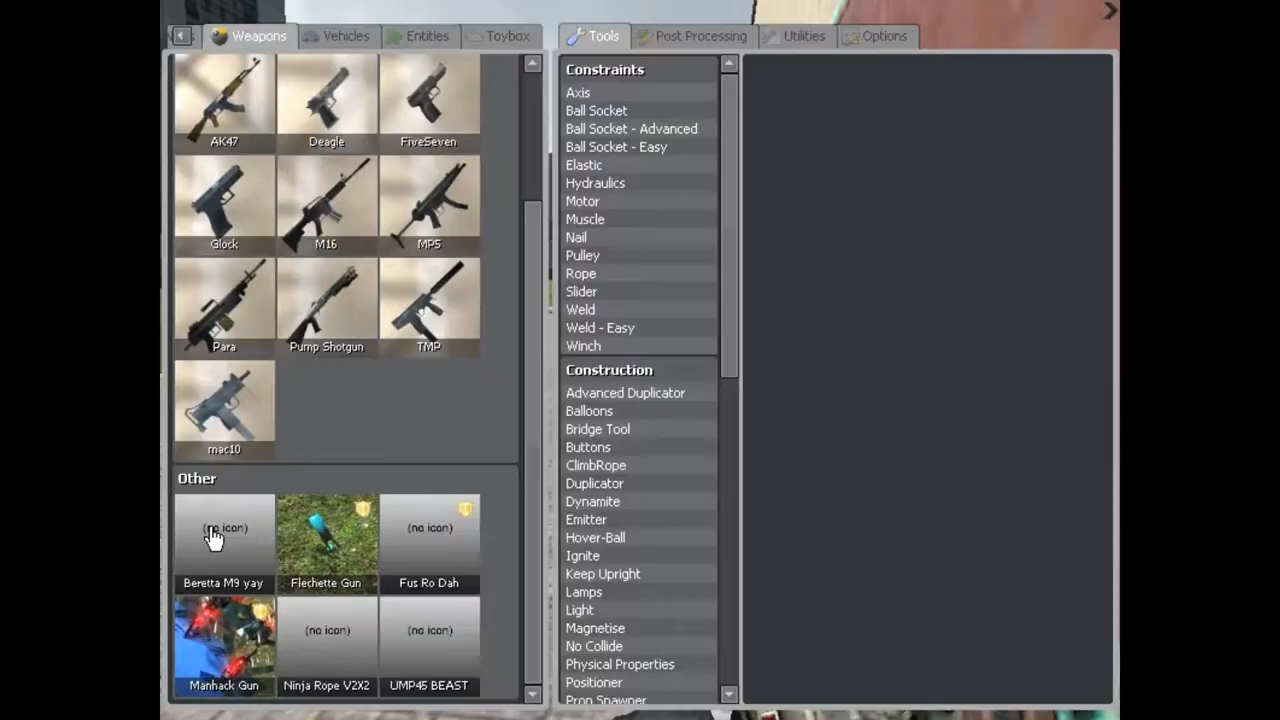 Weapons
Vehicles
Entities
Toybox
AK47
Deagle
FiveSeven
Glock
M16
MP5
Para
Pump Shotgun
TMP
mac10
Other
(no icon)
(no icon)
Beretta M9 yay
Flechette Gun
Fus Ro Dah
(no icon)
(no icon)
Manhack Gun
Ninja Rope V2X2
UMP45 BEAST
Tools
Post Processing
Utilities
Options
Constraints
Axis
Ball Socket
Ball Socket - Advanced
Ball Socket - Easy
Elastic
Hydraulics
Motor
Muscle
Nail
Pulley
Rope
Slider
Weld
Weld - Easy
Winch
Construction
Advanced Duplicator
Balloons
Bridge Tool
Buttons
ClimbRope
Duplicator
Dynamite
Emitter
Hover-Ball
Ignite
Keep Upright
Lamps
Light
Magnetise
No Collide
Physical Properties
Positioner
Prop Spawner